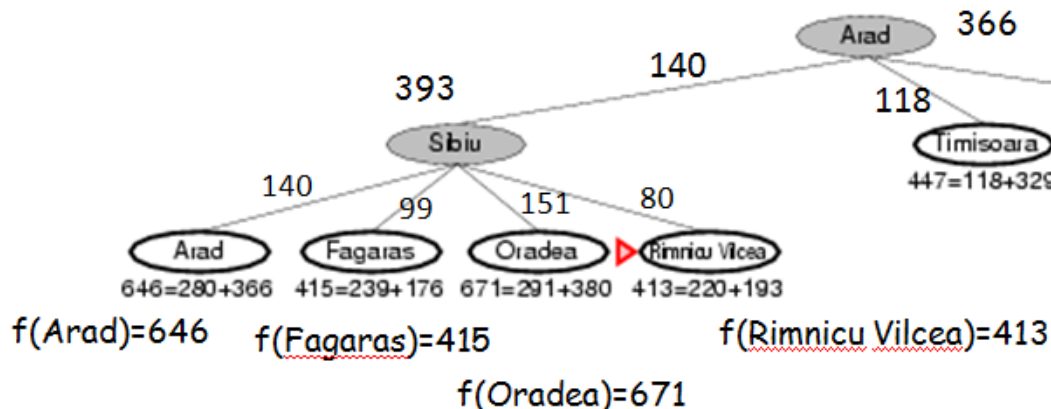 Arad 366
140
393
118
Sibiu
Timisoara
447=118+329
140 99 151 80
Arad Fagaras Oradea Rimnicu Vilcea
646=280+366 415=239+176 671=291+380 413=220+193
f(Arad)=646 f(Fagaras)=415 f(Rimnicu Vilcea)=413
f(Oradea)=671